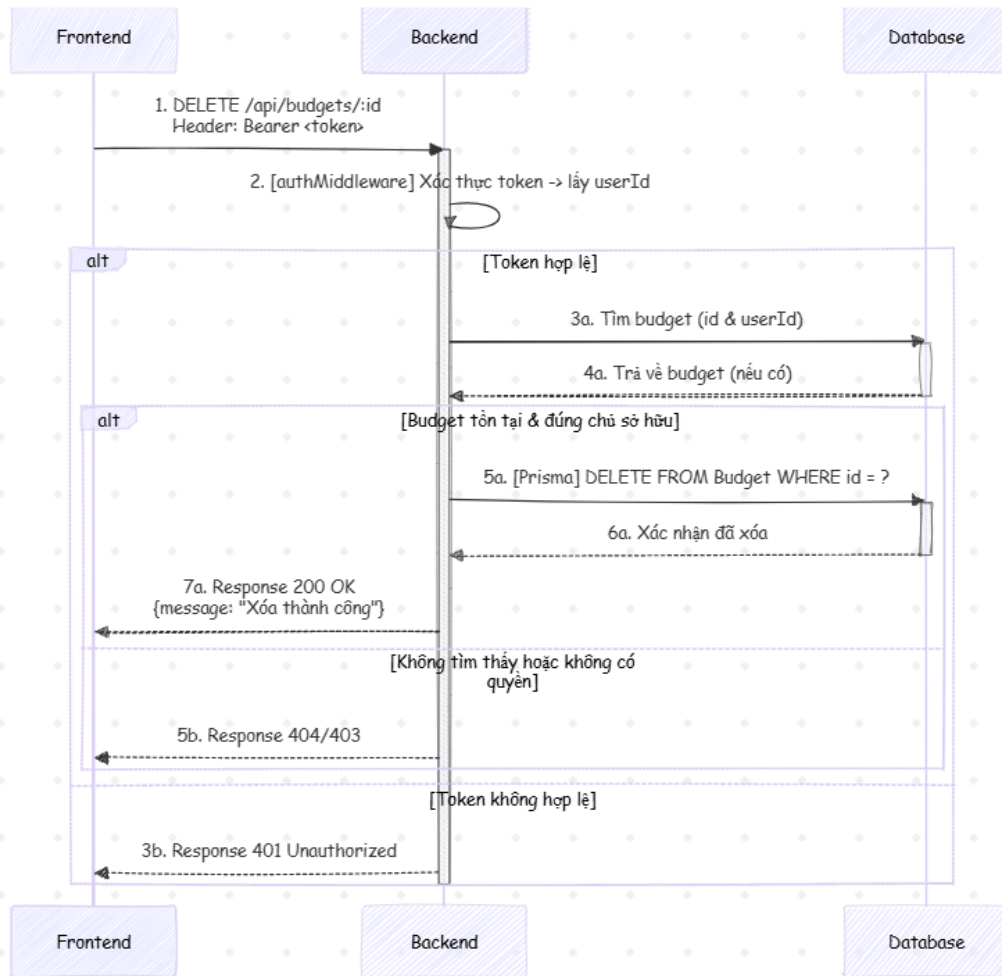 Frontend
Backend
Database
1. DELETE /api/budgets/:id
Header: Bearer <token>
2. [authMiddleware] Xác thực token -> lấy userId
alt
[Token hợp lệ]
3a. Tìm budget (id & userId)
4a. Trả về budget (nếu có)
alt
[Budget tồn tại & đúng chủ sở hữu]
5a. [Prisma] DELETE FROM Budget WHERE id = ?
6a. Xác nhận đã xóa
7a. Response 200 OK
{message: "Xóa thành công"}
[Không tìm thấy hoặc không có
quyền]
5b. Response 404/403
[Token không hợp lệ]
3b. Response 401 Unauthorized
Frontend
Backend
Database